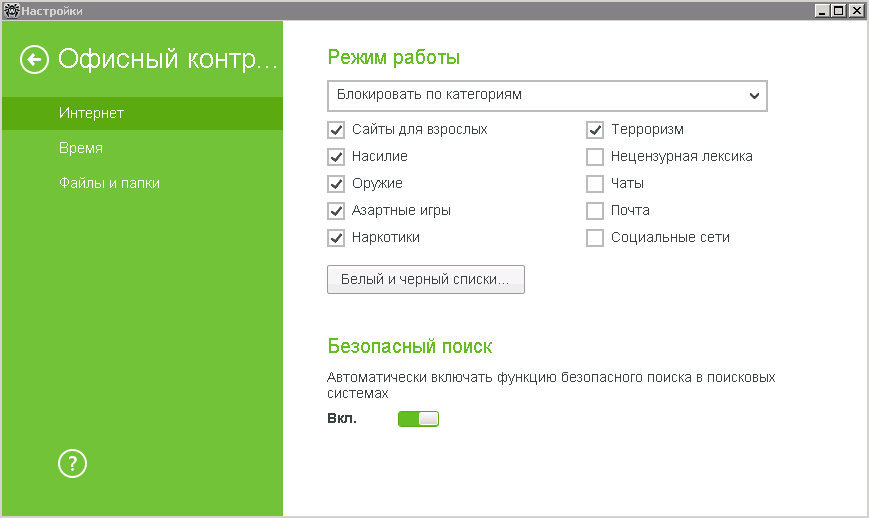 Настройки
Офисный контр...
Интернет
Время
Файлы и папки
?
Режим работы
Блокировать по категориям
Сайты для взрослых
Терроризм
Насилие
Нецензурная лексика
Оружие
Чаты
Азартные игры
Почта
Наркотики
Социальные сети
Белый и черный списки...
Безопасный поиск
Автоматически включать функцию безопасного поиска в поисковых
системах
Вкл.